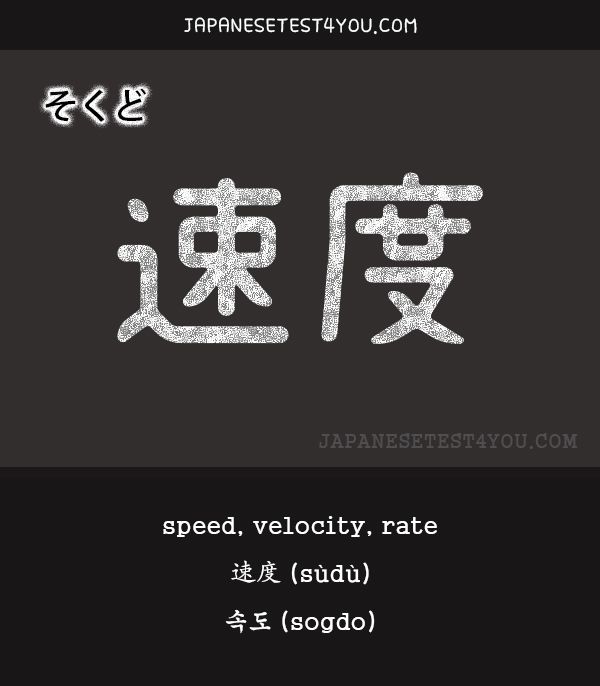 JAPANESETEST4YOU.COM
そくど
速度
JAPANESETEST4YOU.COM
speed, velocity, rate
速度 (sùdù)
속도 (sogdo)